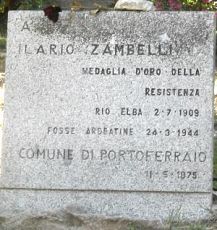 A
ILARIO ZAMBELLI
MEDAGLIA D'ORO DELLA
RESISTENZA
RIO ELBA 2-7-1909
FOSSE ARDEATINE 24-3-1944
COMUNE DI PORTOFERRAIO
11-5-1975